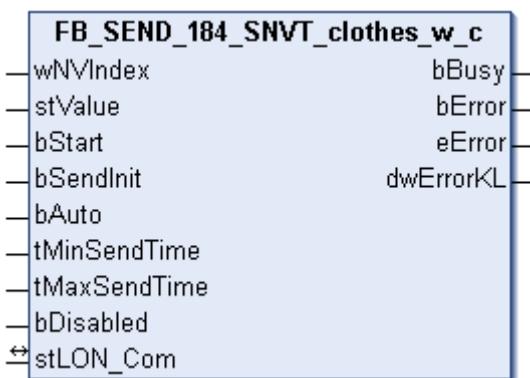 FB_SEND_184_SNVT_clothes_w_c
wNVIndex bBusy
stValue bError
bStart eError
bSendInit dwErrorKL
bAuto
tMinSendTime
tMaxSendTime
bDisabled
stLON_Com